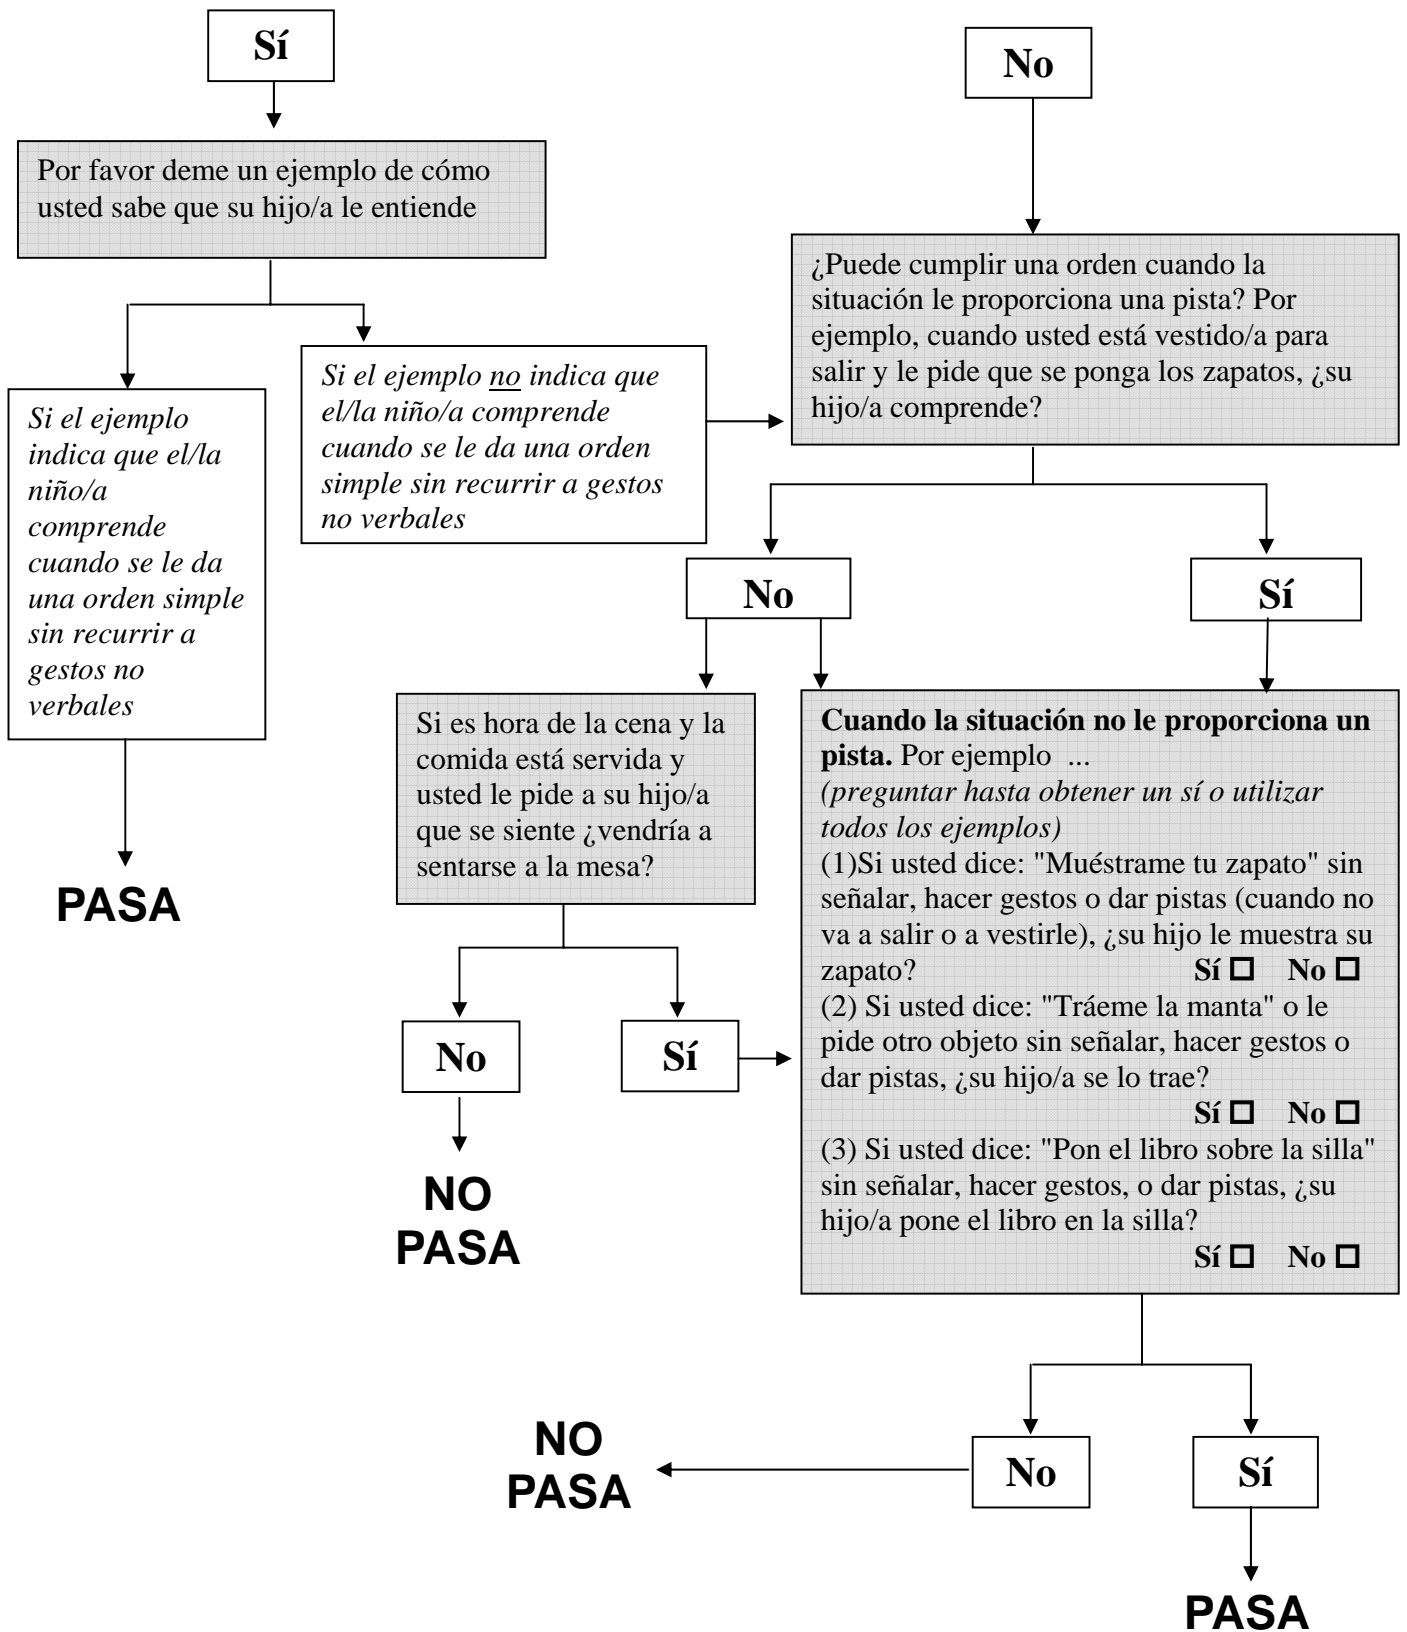 Sí
No
Por favor deme un ejemplo de cómo
usted sabe que su hijo/a le entiende
¿Puede cumplir una orden cuando la
situación le proporciona una pista? Por
ejemplo, cuando usted está vestido/a para
salir y le pide que se ponga los zapatos, ¿su
hijo/a comprende?
Si el ejemplo no indica que
el/la niño/a comprende
cuando se le da una orden
simple sin recurrir a gestos
no verbales
Si el ejemplo
indica que el/la
niño/a
comprende
cuando se le da
una orden simple
sin recurrir a
gestos no
verbales
PASA
No
Sí
Si es hora de la cena y la
comida está servida y
usted le pide a su hijo/a
que se siente ¿vendría a
sentarse a la mesa?
No
Sí
NO
PASA
Cuando la situación no le proporciona un
pista. Por ejemplo ...
(preguntar hasta obtener un sí o utilizar
todos los ejemplos)
(1)Si usted dice: "Muéstrame tu zapato" sin
señalar, hacer gestos o dar pistas (cuando no
va a salir o a vestirle), ¿su hijo le muestra su
zapato? Sí ☐ No ☐
(2) Si usted dice: "Tráeme la manta" o le
pide otro objeto sin señalar, hacer gestos o
dar pistas, ¿su hijo/a se lo trae?
Sí ☐ No ☐
(3) Si usted dice: "Pon el libro sobre la silla"
sin señalar, hacer gestos, o dar pistas, ¿su
hijo/a pone el libro en la silla?
Sí ☐ No ☐
NO
PASA
No
Sí
PASA